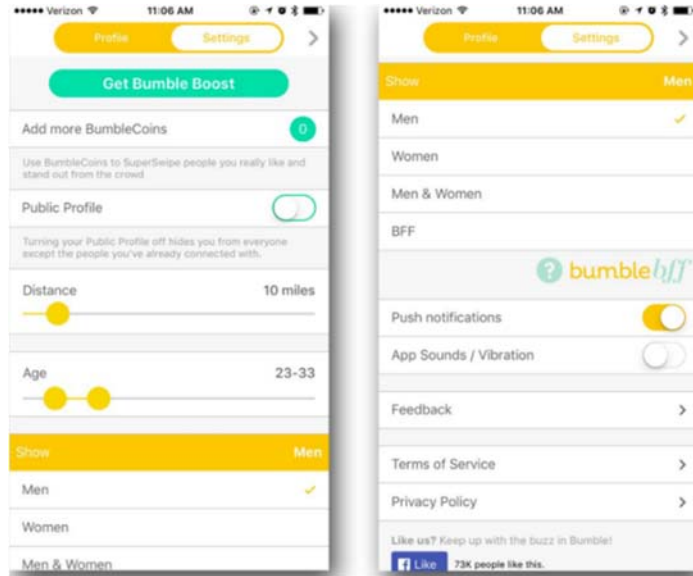 Verizon 11:06 AM
Profile Settings
Get Bumble Boost
Add more BumbleCoins 0
Use BumbleCoins to SuperSwipe people you really like and
stand out from the crowd
Public Profile
Turning your Public Profile off hides you from everyone
except the people you've already connected with.
Distance 10 miles
Age 23-33
Show Men
Men
Women
Men & Women
Verizon 11:06 AM
Profile Settings
Show Men
Men
Women
Men & Women
BFF
? bumble bff
Push notifications
App Sounds / Vibration
Feedback
Terms of Service
Privacy Policy
Like us? Keep up with the buzz in Bumble!
f Like 73K people like this.